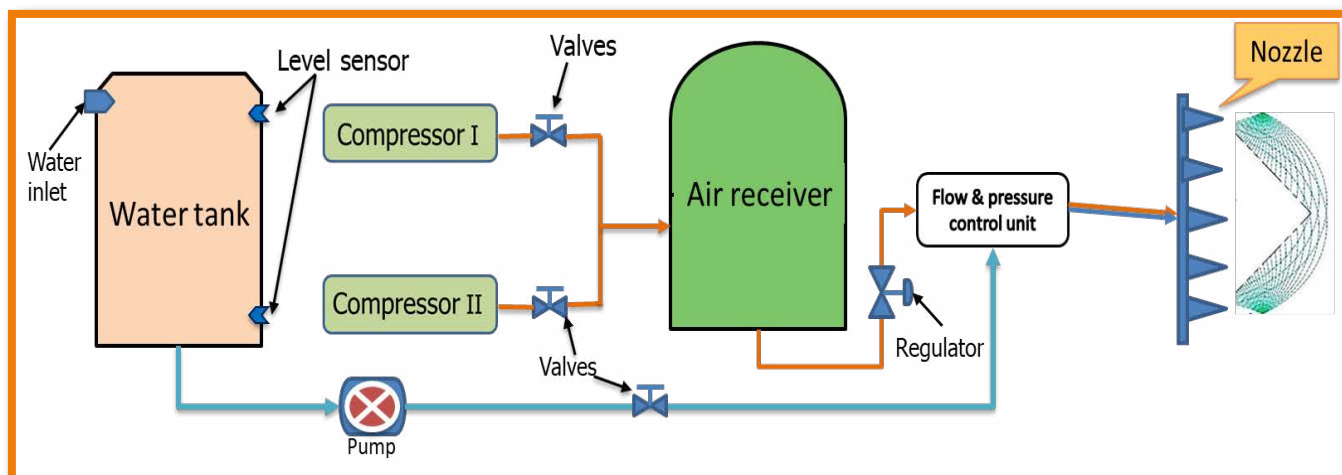 Valves
Nozzle
Level sensor
Compressor I
Water
inlet
Water tank
Air receiver
Flow & pressure
control unit
Compressor II
Regulator
Valves
Pump